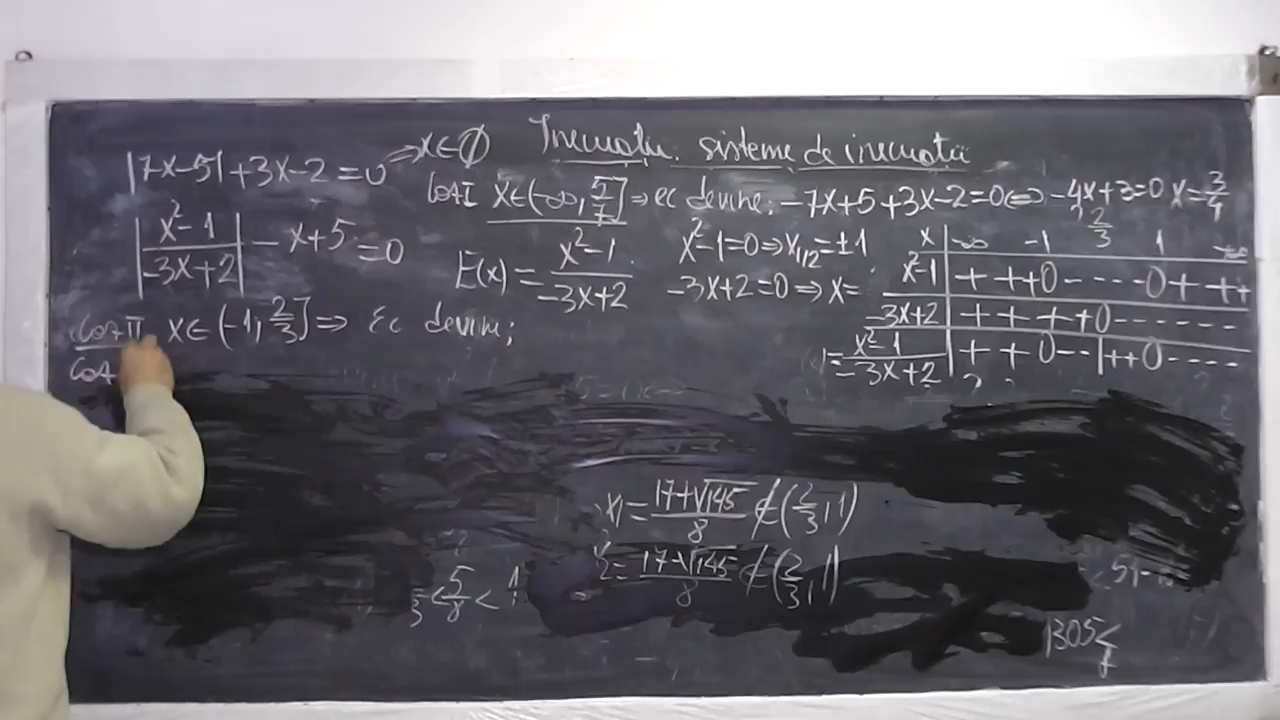 Inecuații. sisteme de inecuații
|7x-5|+3x-2=0 ⇒ x∈∅
Caz I x∈(-∞, 5/7] ⇒ ec devine: -7x+5+3x-2=0 ⇔ -4x+3=0 x=3/4
|x²-1 / -3x+2| - x+5 = 0
E(x) = x²-1 / -3x+2
x²-1=0 ⇒ x₁,₂=±1
-3x+2=0 ⇒ x=
2/3
x | -∞ -1 1 +∞
x²-1 | + + + 0 - - - - 0 + + +
-3x+2 | + + + + 0 - - - - - -
= x²-1 / -3x+2 | + + 0 - - | + + 0 - - - -
Caz II x∈(-1, 2/3] ⇒ Ec devine;
Caz
x₁= 17+√145 / 8 ∉ (2/3, 1)
2= 17-√145 / 8 ∉ (2/3, 1)
3 < 5/8 < 1
1305